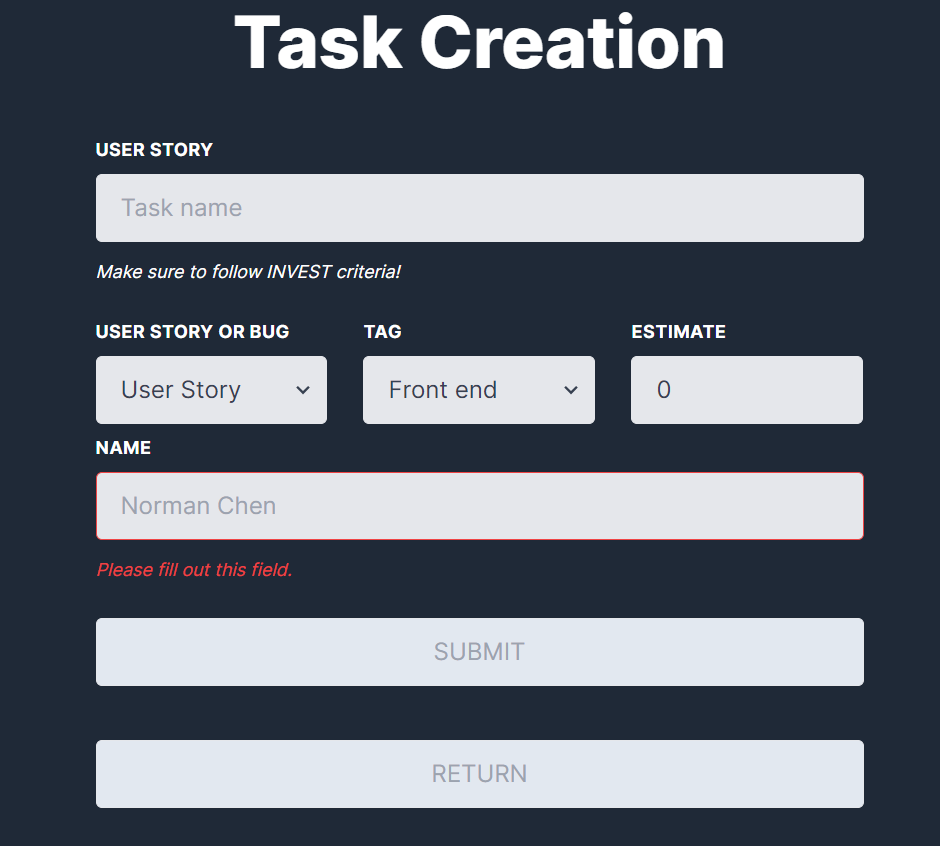 Task Creation
USER STORY
Task name
Make sure to follow INVEST criteria!
USER STORY OR BUG TAG ESTIMATE
User Story Front end 0
NAME
Norman Chen
Please fill out this field.
SUBMIT
RETURN